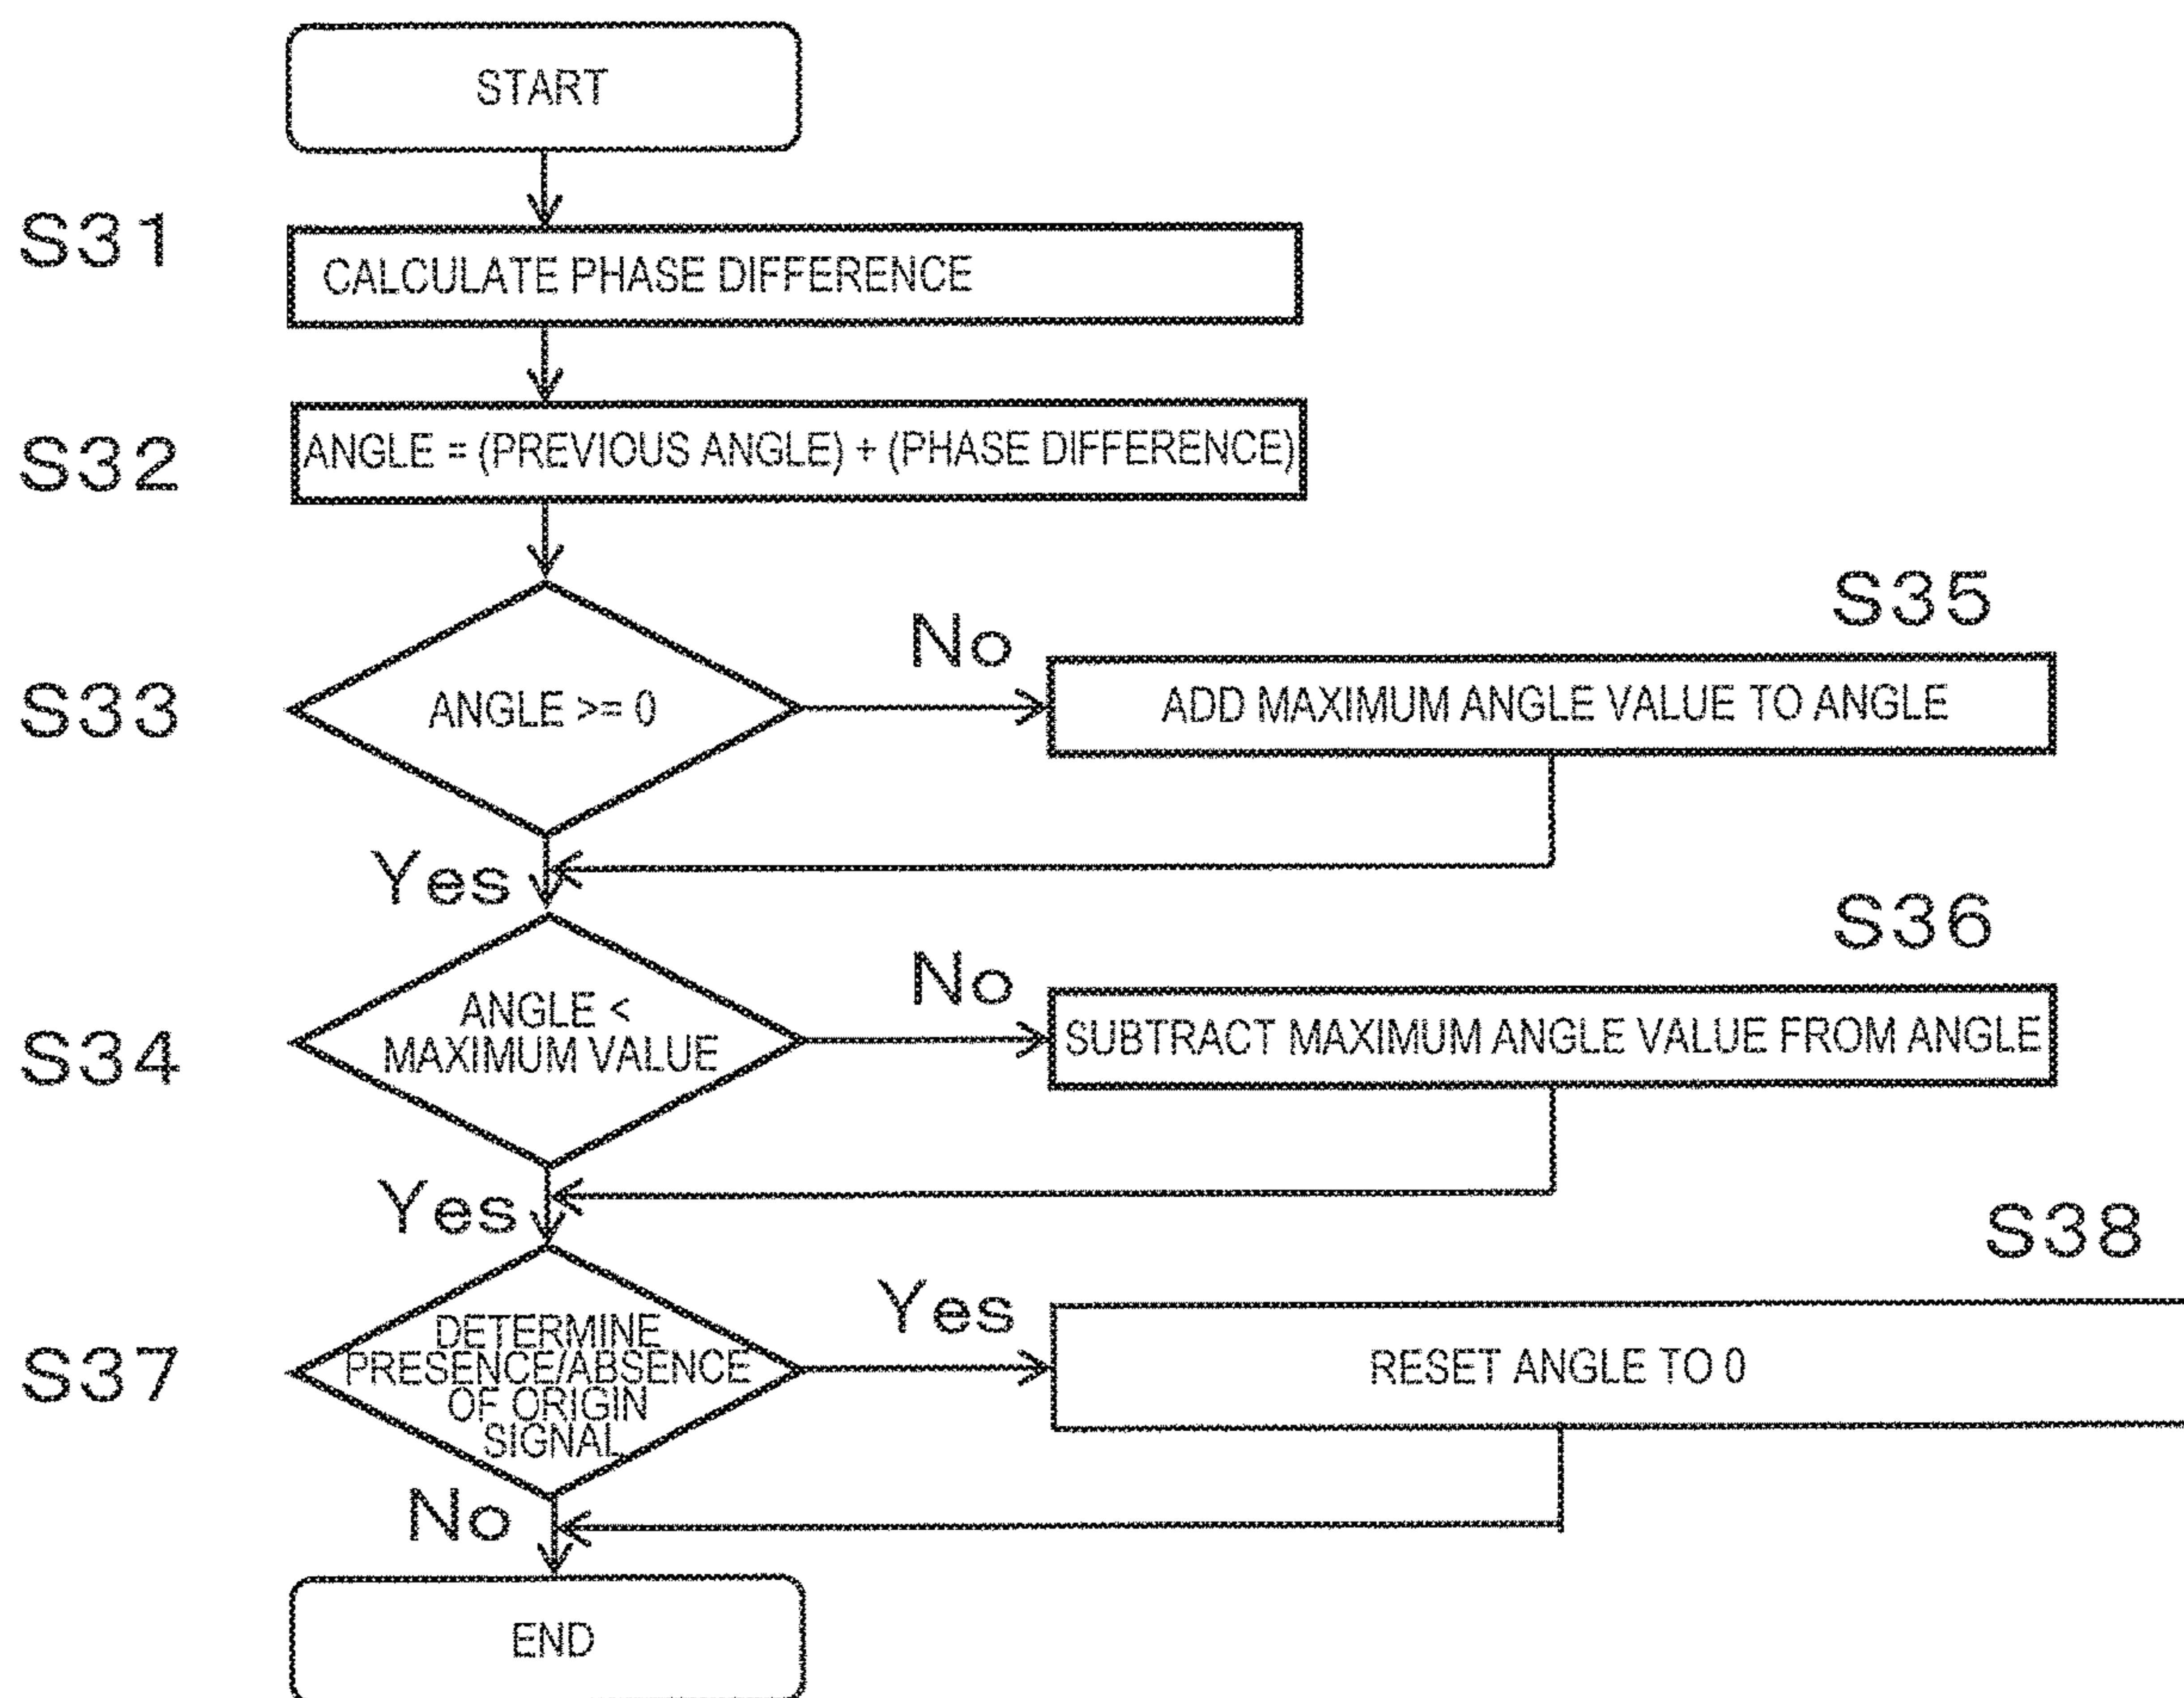 START
S31
CALCULATE PHASE DIFFERENCE
S32
ANGLE = (PREVIOUS ANGLE) + (PHASE DIFFERENCE)
S35
No
S33
ANGLE >= 0
ADD MAXIMUM ANGLE VALUE TO ANGLE
Yes
S36
No
S34
ANGLE <
MAXIMUM VALUE
SUBTRACT MAXIMUM ANGLE VALUE FROM ANGLE
Yes
S38
Yes
S37
DETERMINE
PRESENCE/ABSENCE
OF ORIGIN
SIGNAL
RESET ANGLE TO 0
No
END